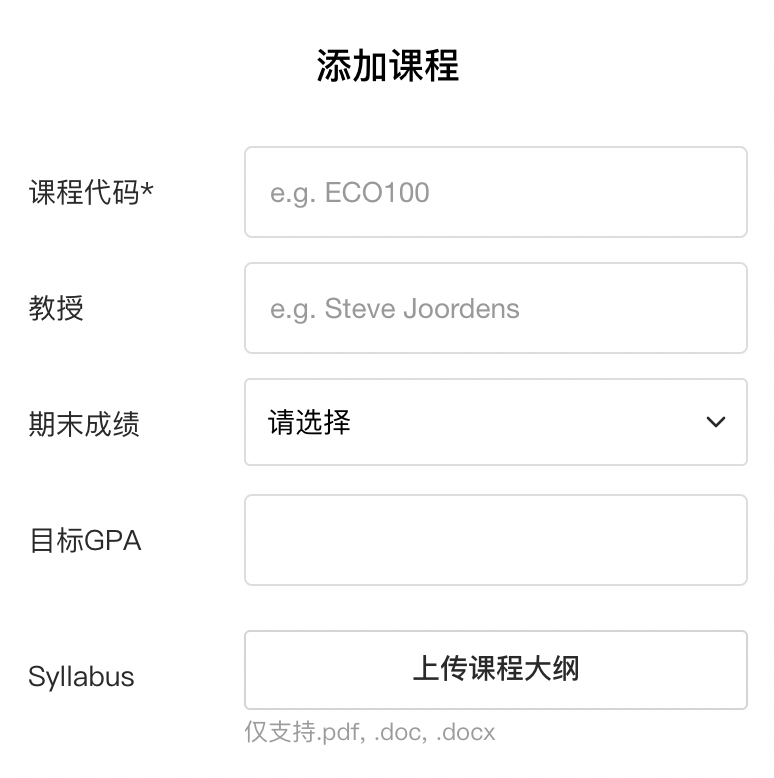 添加课程
课程代码*
e.g. ECO100
教授
e.g. Steve Joordens
期末成绩
请选择
目标GPA
Syllabus
上传课程大纲
仅支持.pdf, .doc, .docx